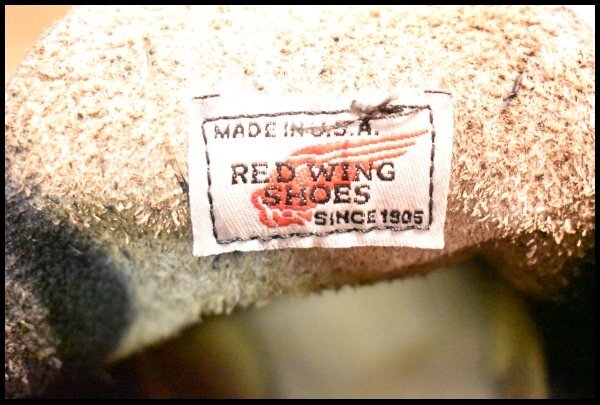 MADE IN U.S.A.
RED WING
SHOES
SINCE 1905